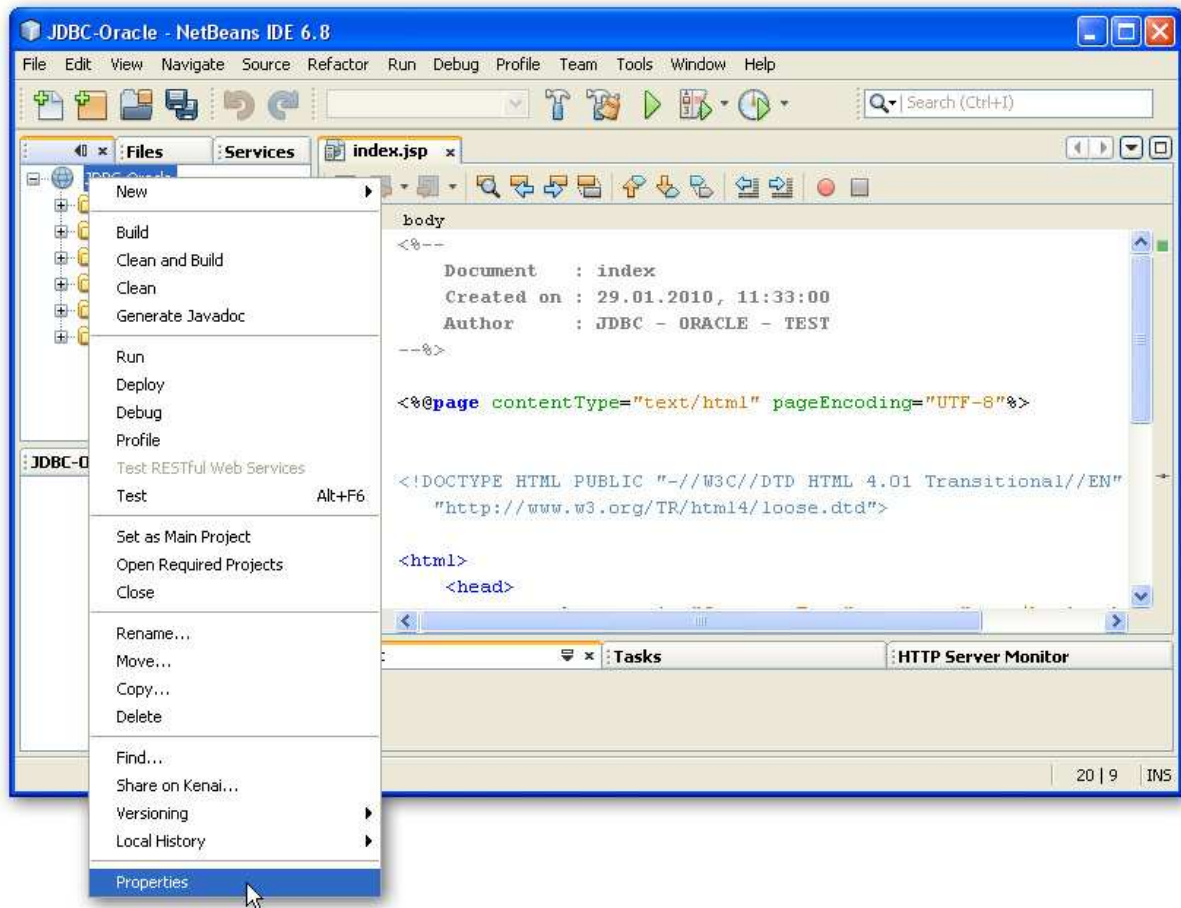 JDBC-Oracle - NetBeans IDE 6.8
File Edit View Navigate Source Refactor Run Debug Profile Team Tools Window Help
Search (Ctrl+I)
Files Services index.jsp
JDBC-Oracle
New
Build
Clean and Build
Clean
Generate Javadoc
Run
Deploy
Debug
Profile
Test RESTful Web Services
Test Alt+F6
Set as Main Project
Open Required Projects
Close
Rename...
Move...
Copy...
Delete
Find...
Share on Kenai...
Versioning
Local History
Properties
JDBC-O
body
<%--
Document : index
Created on : 29.01.2010, 11:33:00
Author : JDBC - ORACLE - TEST
--%>
<%@page contentType="text/html" pageEncoding="UTF-8"%>
<!DOCTYPE HTML PUBLIC "-//W3C//DTD HTML 4.01 Transitional//EN"
"http://www.w3.org/TR/html4/loose.dtd">
<html>
<head>
Tasks HTTP Server Monitor
20 | 9 INS